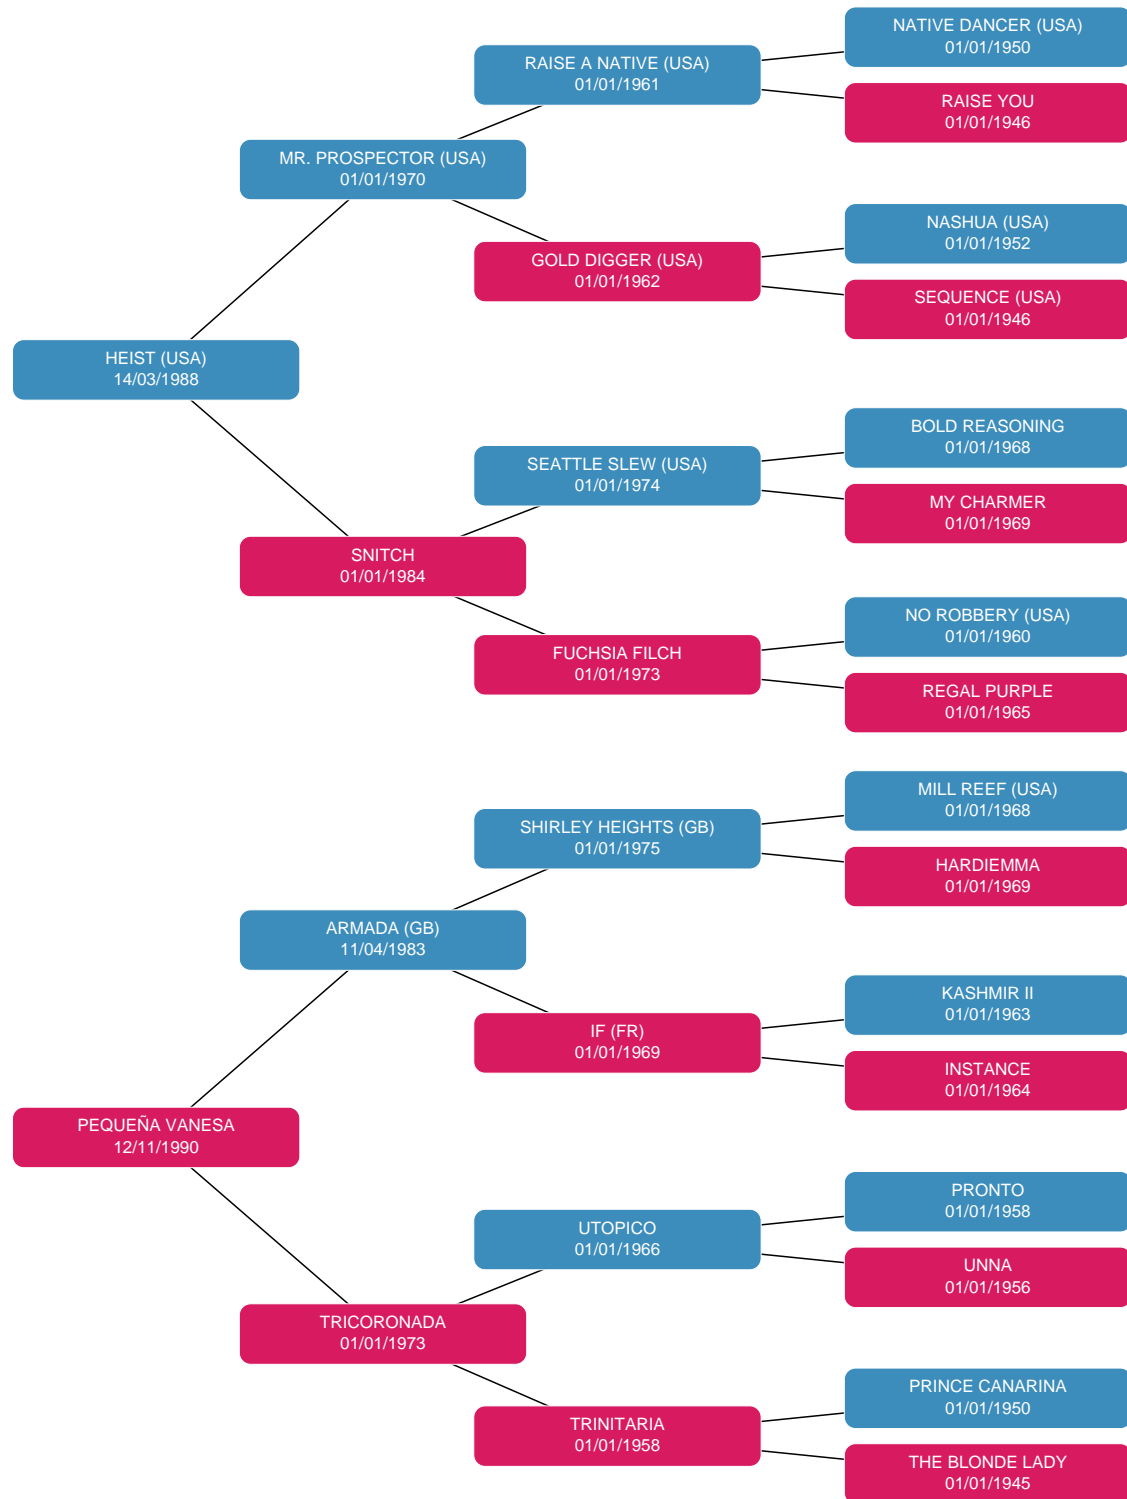 NATIVE DANCER (USA)
01/01/1950
RAISE A NATIVE (USA)
01/01/1961
RAISE YOU
01/01/1946
MR. PROSPECTOR (USA)
01/01/1970
NASHUA (USA)
01/01/1952
GOLD DIGGER (USA)
01/01/1962
SEQUENCE (USA)
01/01/1946
HEIST (USA)
14/03/1988
BOLD REASONING
01/01/1968
SEATTLE SLEW (USA)
01/01/1974
MY CHARMER
01/01/1969
SNITCH
01/01/1984
NO ROBBERY (USA)
01/01/1960
FUCHSIA FILCH
01/01/1973
REGAL PURPLE
01/01/1965
MILL REEF (USA)
01/01/1968
SHIRLEY HEIGHTS (GB)
01/01/1975
HARDIEMMA
01/01/1969
ARMADA (GB)
11/04/1983
KASHMIR II
01/01/1963
IF (FR)
01/01/1969
INSTANCE
01/01/1964
PEQUEÑA VANESA
12/11/1990
PRONTO
01/01/1958
UTOPICO
01/01/1966
UNNA
01/01/1956
TRICORONADA
01/01/1973
PRINCE CANARINA
01/01/1950
TRINITARIA
01/01/1958
THE BLONDE LADY
01/01/1945